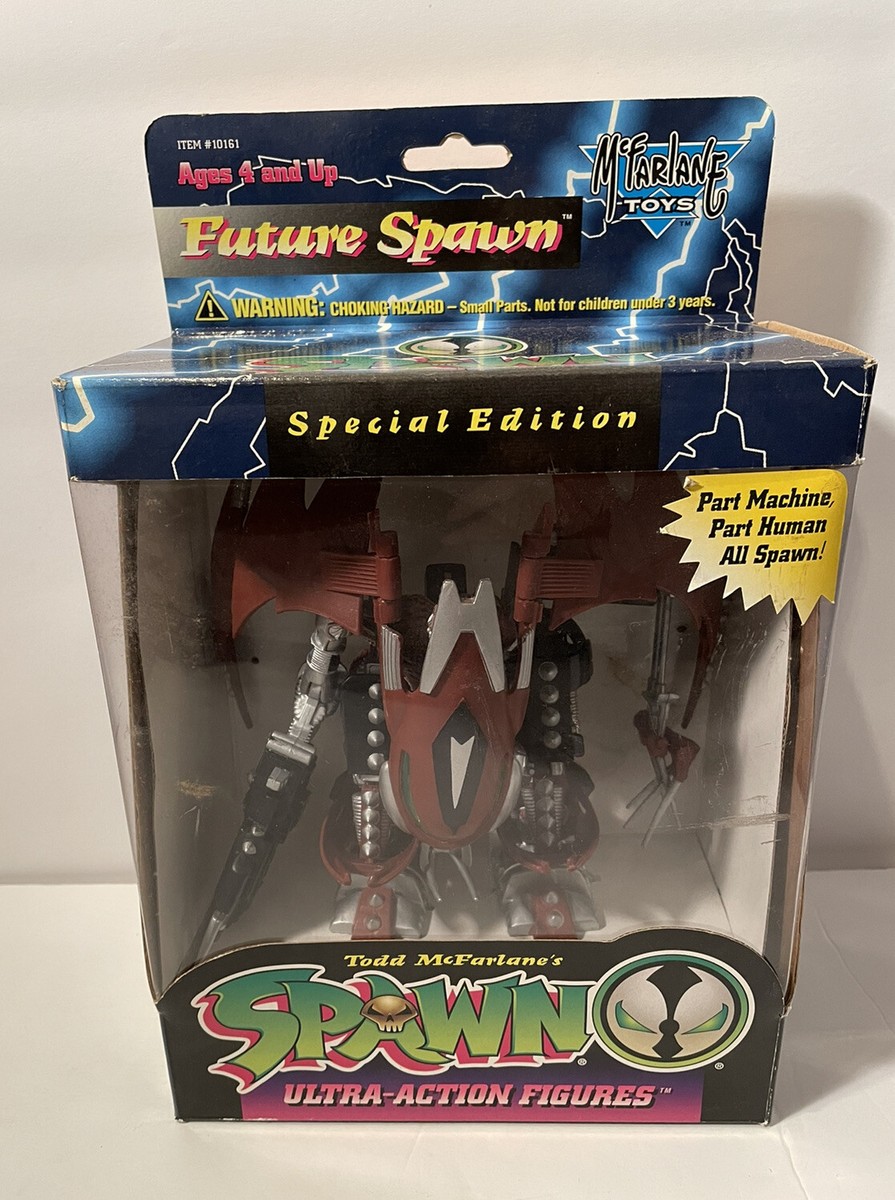 ITEM #10161
Ages 4 and Up
McFARLANE
TOYS™
Future Spawn™
WARNING: CHOKING HAZARD – Small Parts. Not for children under 3 years.
Special Edition
Part Machine,
Part Human
All Spawn!
Todd McFarlane's
SPAWN®
ULTRA-ACTION FIGURES™